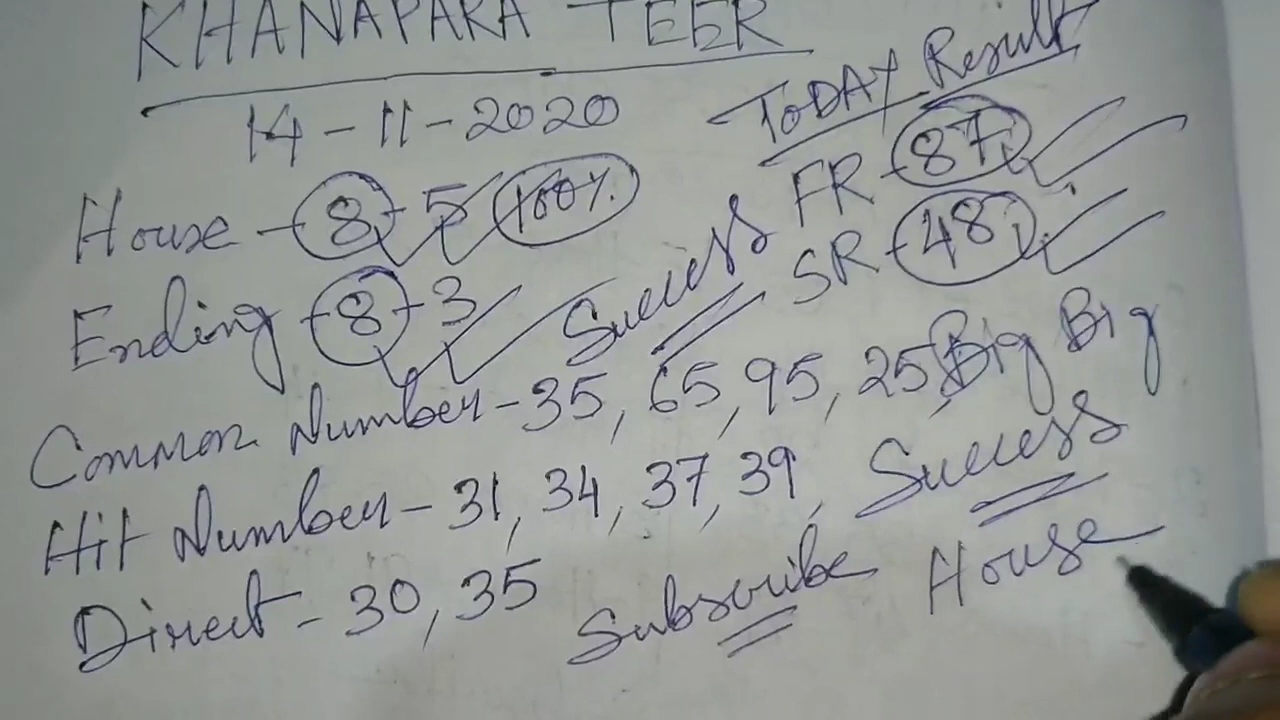 KHANAPARA TEER
14-11-2020
TODAY Result
FR - 87
SR - 48
House - 8 - 5 100%.
Ending - 8 - 3
Success
Common Number - 35, 65, 95, 25,
Big Big
Success
Hit Number - 31, 34, 37, 39,
Direct - 30, 35
Subscribe
House